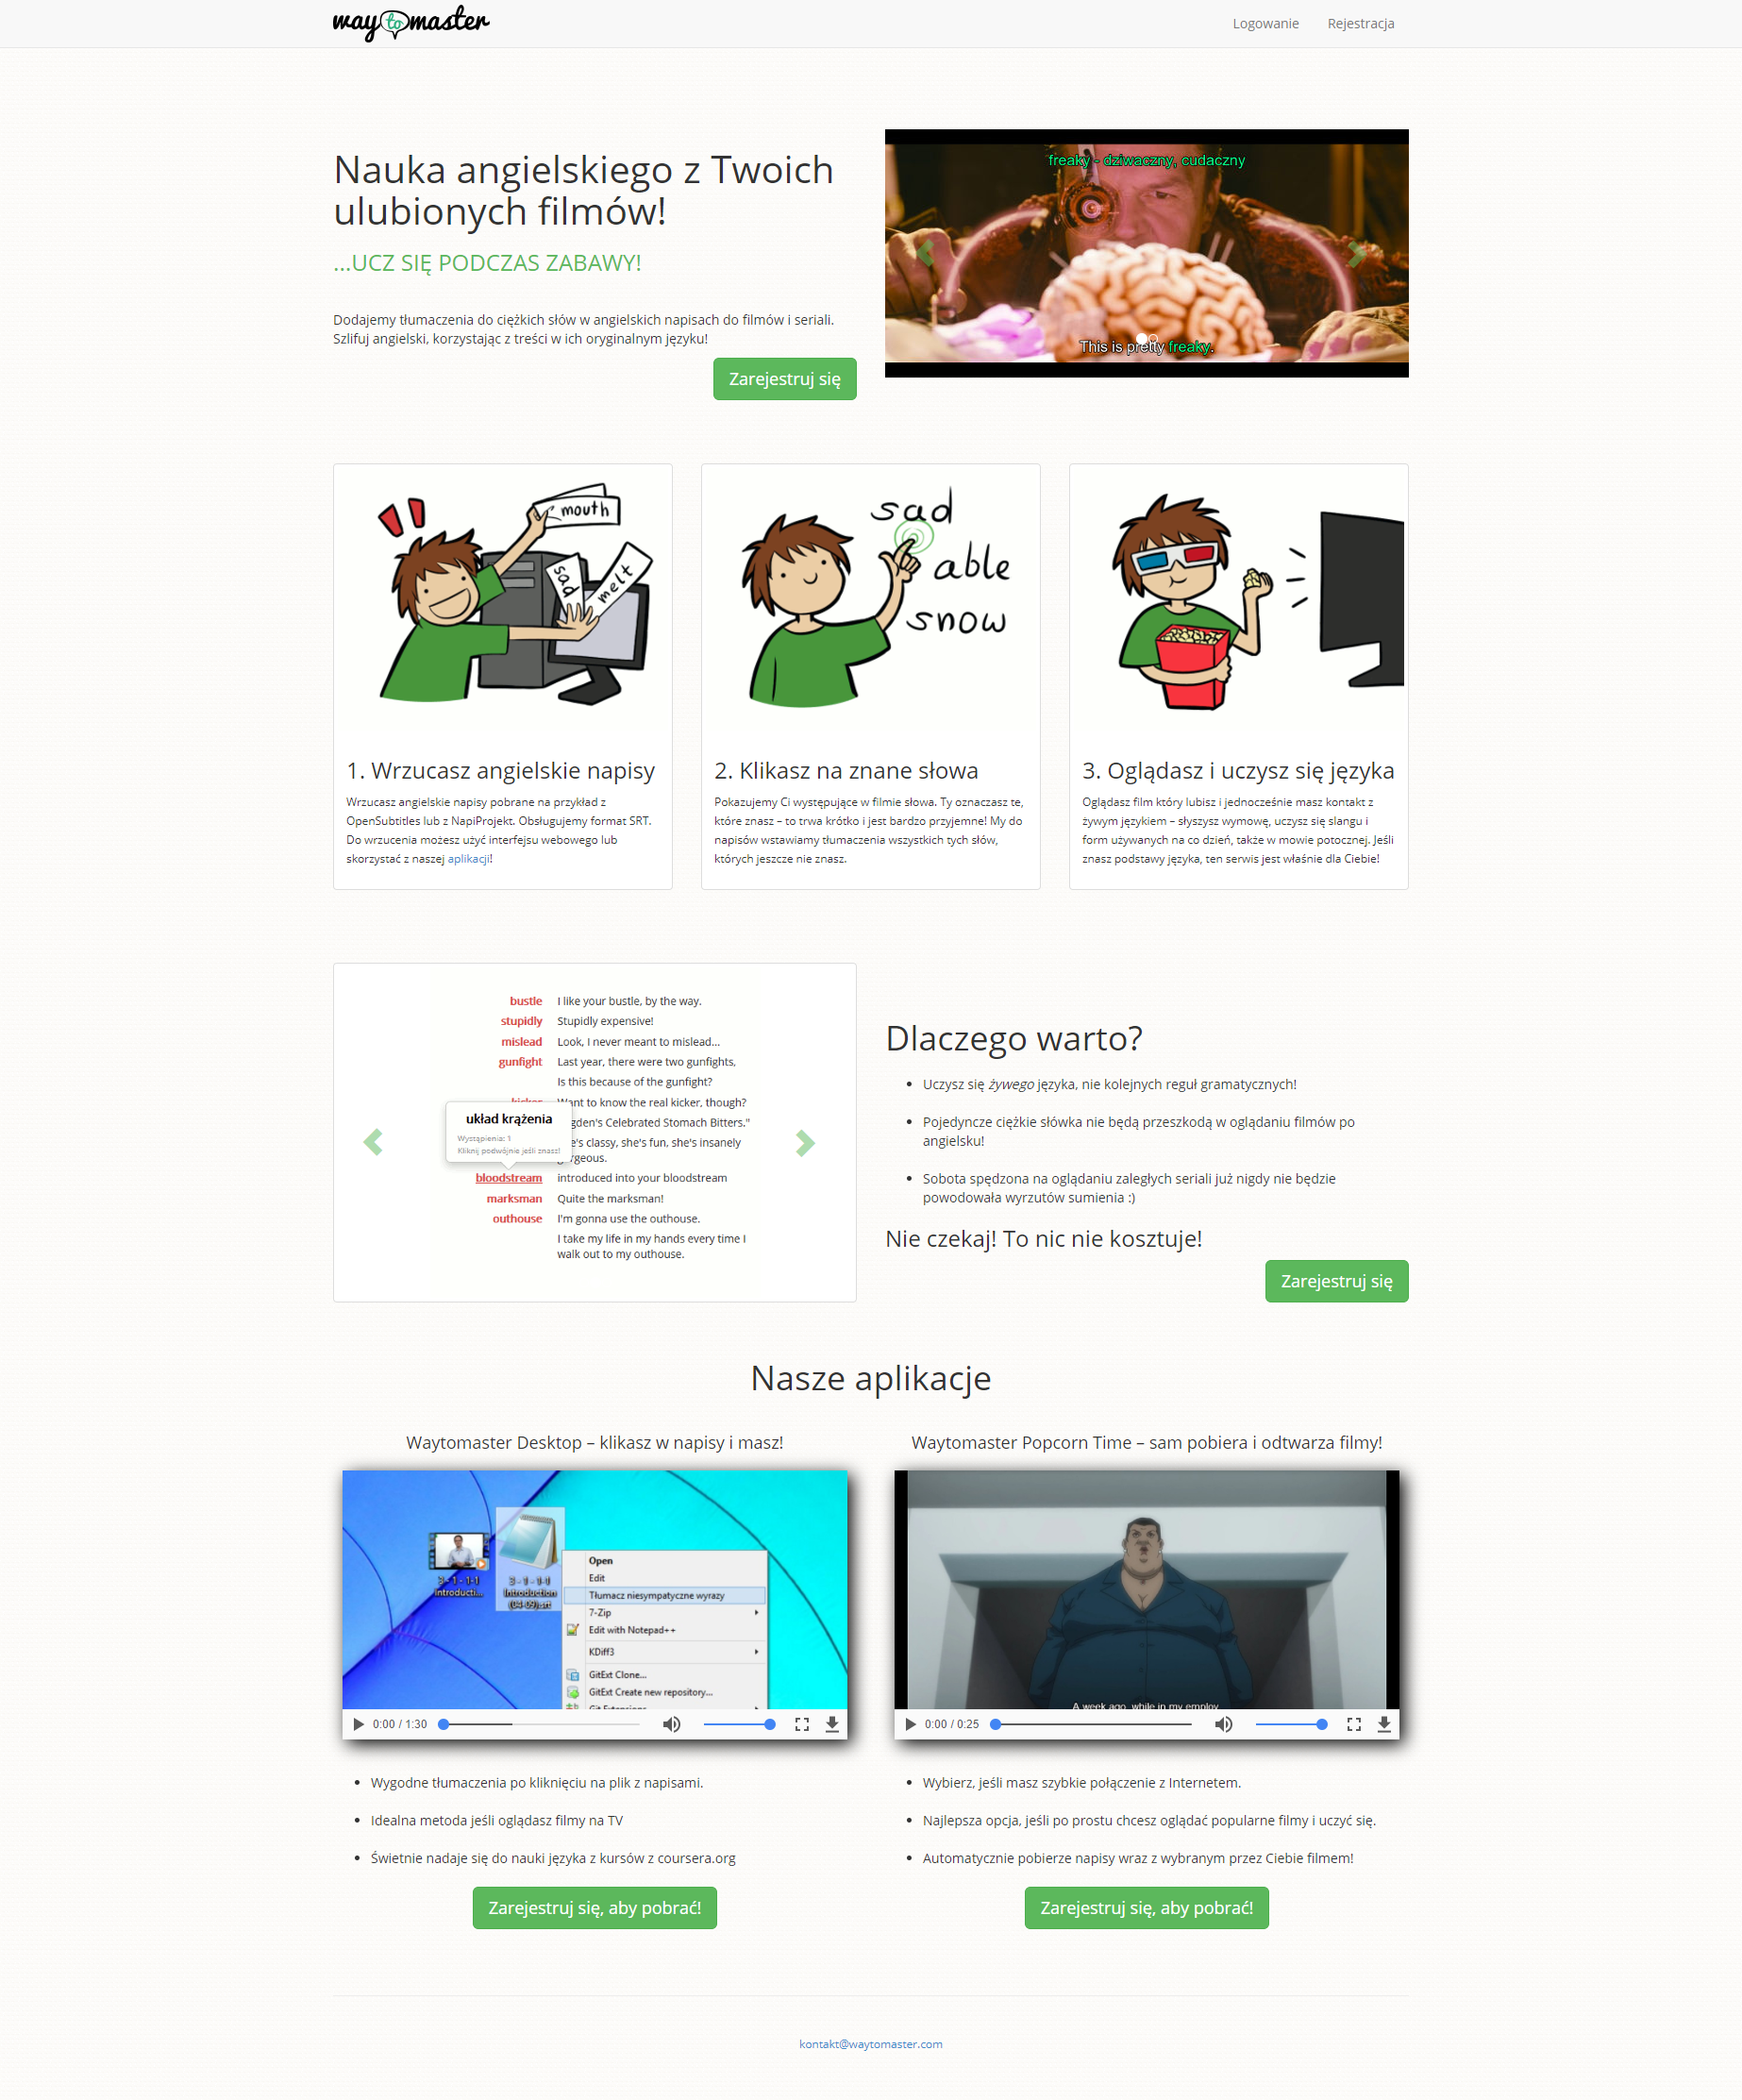 way to master
Logowanie
Rejestracja
Nauka angielskiego z Twoich
ulubionych filmów!
...UCZ SIĘ PODCZAS ZABAWY!
Dodajemy tłumaczenia do ciężkich słów w angielskich napisach do filmów i seriali.
Szlifuj angielski, korzystając z treści w ich oryginalnym języku!
Zarejestruj się
freaky - dziwaczny, cudaczny
This is pretty freaky.
mouth
sad
melt
1. Wrzucasz angielskie napisy
Wrzucasz angielskie napisy pobrane na przykład z
OpenSubtitles lub z NapiProjekt. Obsługujemy format SRT.
Do wrzucenia możesz użyć interfejsu webowego lub
skorzystać z naszej aplikacji!
sad
able
snow
2. Klikasz na znane słowa
Pokazujemy Ci występujące w filmie słowa. Ty oznaczasz te,
które znasz – to trwa krótko i jest bardzo przyjemne! My do
napisów wstawiamy tłumaczenia wszystkich tych słów,
których jeszcze nie znasz.
3. Oglądasz i uczysz się języka
Oglądasz film który lubisz i jednocześnie masz kontakt z
żywym językiem – słyszysz wymowę, uczysz się slangu i
form używanych na co dzień, także w mowie potocznej. Jeśli
znasz podstawy języka, ten serwis jest właśnie dla Ciebie!
bustle I like your bustle, by the way.
stupidly Stupidly expensive!
mislead Look, I never meant to mislead...
gunfight Last year, there were two gunfights,
Is this because of the gunfight?
kicker Want to know the real kicker, though?
układ krążenia
Wystąpienia: 1
Kliknij podwójnie jeśli znasz!
gden's Celebrated Stomach Bitters."
e's classy, she's fun, she's insanely
gorgeous.
bloodstream introduced into your bloodstream
marksman Quite the marksman!
outhouse I'm gonna use the outhouse.
I take my life in my hands every time I
walk out to my outhouse.
Dlaczego warto?
Uczysz się żywego języka, nie kolejnych reguł gramatycznych!
Pojedyncze ciężkie słówka nie będą przeszkodą w oglądaniu filmów po
angielsku!
Sobota spędzona na oglądaniu zaległych seriali już nigdy nie będzie
powodowała wyrzutów sumienia :)
Nie czekaj! To nic nie kosztuje!
Zarejestruj się
Nasze aplikacje
Waytomaster Desktop – klikasz w napisy i masz!
3 - 1 - 1-1
Introducti...
3 - 1 - 1-1
Introduction
(04-09).srt
Open
Edit
Tłumacz niesympatyczne wyrazy
7-Zip
Edit with Notepad++
KDiff3
GitExt Clone...
GitExt Create new repository...
Git Extensions
0:00 / 1:30
Wygodne tłumaczenia po kliknięciu na plik z napisami.
Idealna metoda jeśli oglądasz filmy na TV
Świetnie nadaje się do nauki języka z kursów z coursera.org
Zarejestruj się, aby pobrać!
Waytomaster Popcorn Time – sam pobiera i odtwarza filmy!
A week ago, while in my employ,
0:00 / 0:25
Wybierz, jeśli masz szybkie połączenie z Internetem.
Najlepsza opcja, jeśli po prostu chcesz oglądać popularne filmy i uczyć się.
Automatycznie pobierze napisy wraz z wybranym przez Ciebie filmem!
Zarejestruj się, aby pobrać!
kontakt@waytomaster.com